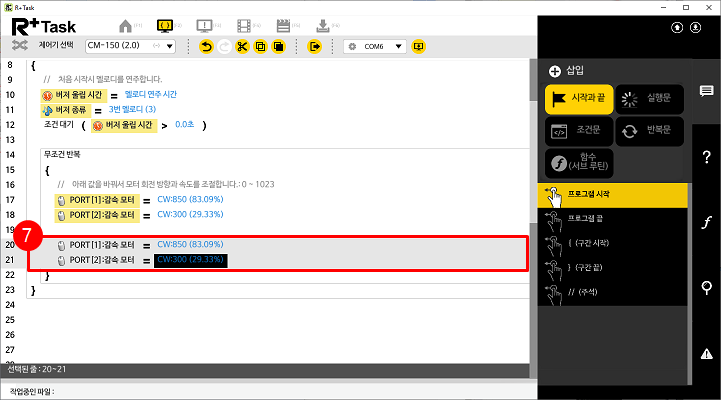 R+ Task
R+Task
(F1)
(F2)
(F3)
(F4)
(F5)
(F6)
제어기 선택 CM-150 (2.0) COM6
8 {
9 // 처음 시작시 멜로디를 연주합니다.
10 버저 울림 시간 = 멜로디 연주 시간
11 버저 종류 = 3번 멜로디 (3)
12 조건 대기 ( 버저 울림 시간 > 0.0초 )
13
14 무조건 반복
15 {
16 // 아래 값을 바꿔서 모터 회전 방향과 속도를 조절합니다.: 0 ~ 1023
17 PORT[1]:감속 모터 = CW:850 (83.09%)
18 PORT[2]:감속 모터 = CW:300 (29.33%)
19
7
20 PORT[1]:감속 모터 = CW:850 (83.09%)
21 PORT[2]:감속 모터 = CW:300 (29.33%)
22 }
23 }
24
25
26
27
28
선택된 줄 : 20~21
작업중인 파일 :
삽입
시작과 끝 실행문
조건문 반복문
함수
(서브 루틴)
프로그램 시작
프로그램 끝
{ (구간 시작)
} (구간 끝)
// (주석)